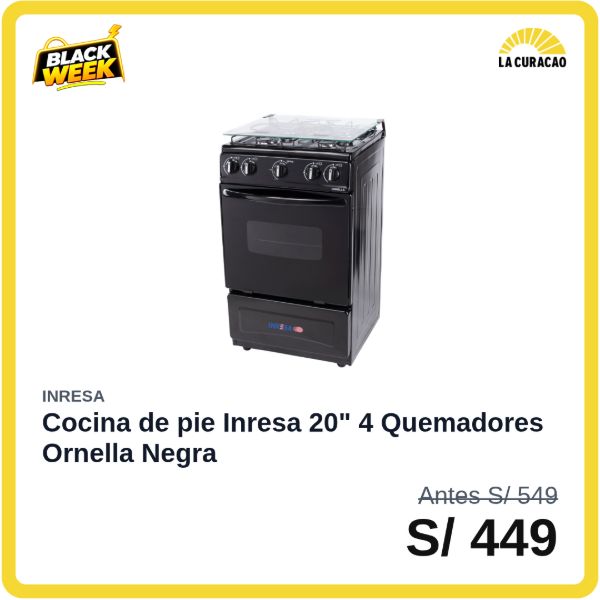 BLACK
WEEK
LA CURACAO
INRESA
INRESA
Cocina de pie Inresa 20" 4 Quemadores
Ornella Negra
Antes S/ 549
S/ 449